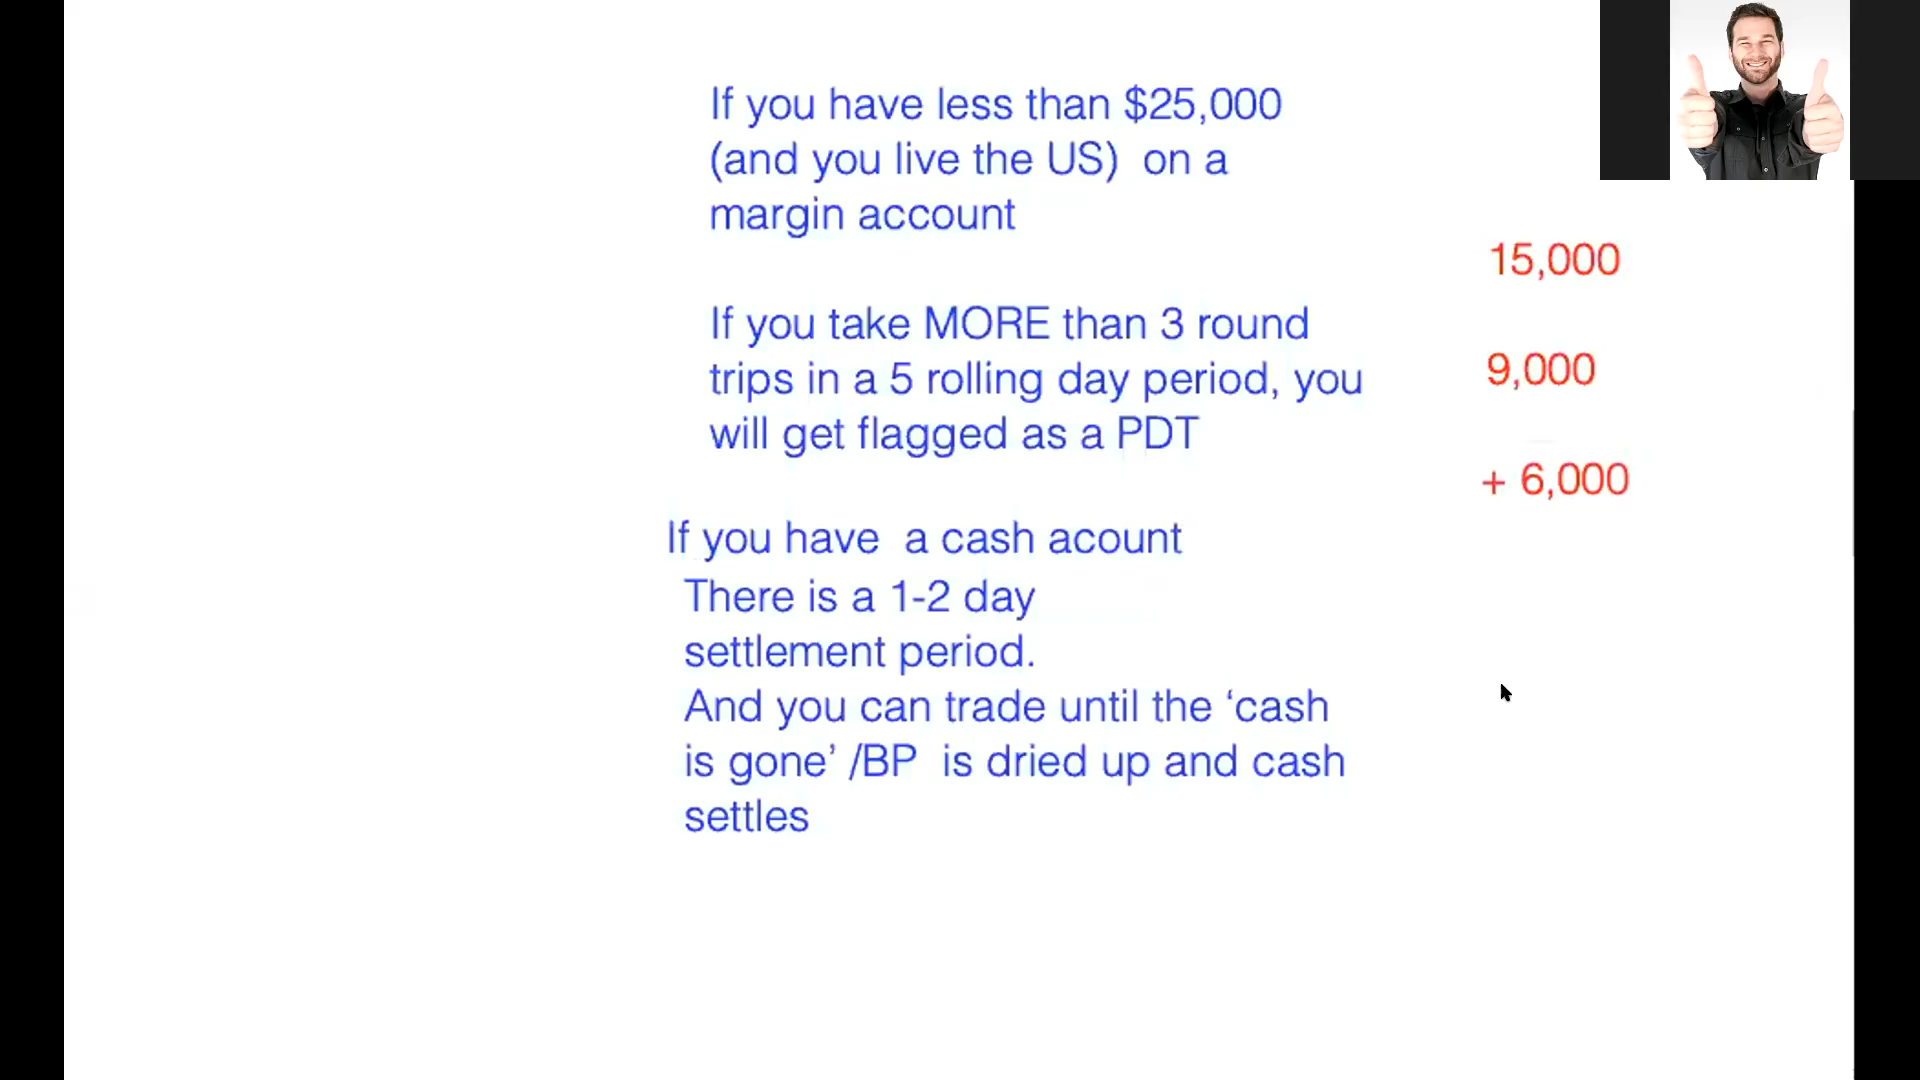 If you have less than $25,000
(and you live the US)  on a
margin account
If you take MORE than 3 round
trips in a 5 rolling day period, you
will get flagged as a PDT
If you have  a cash acount
There is a 1-2 day
settlement period.
And you can trade until the ‘cash
is gone’ /BP  is dried up and cash
settles
15,000
9,000
+ 6,000